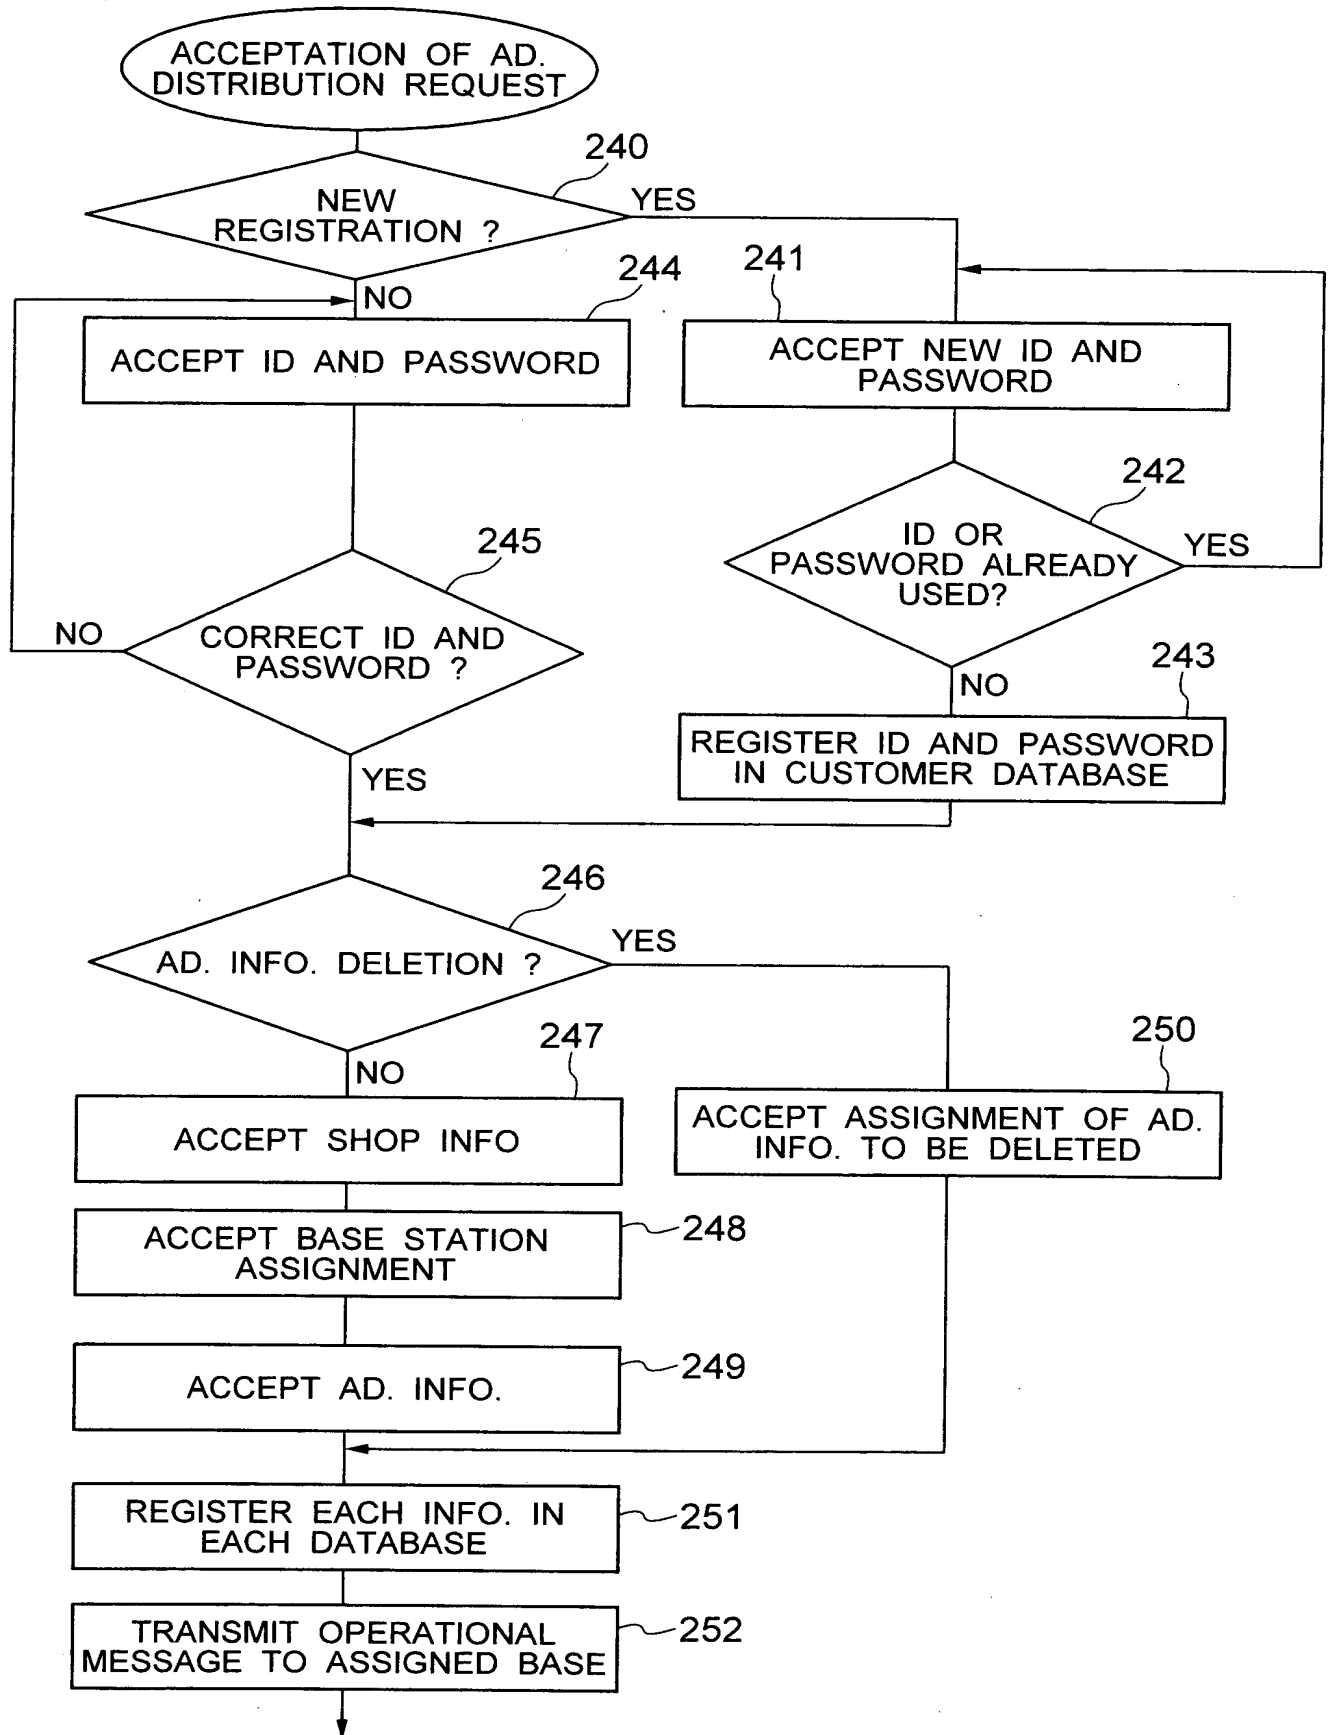 ACCEPTATION OF AD.
DISTRIBUTION REQUEST
240
NEW
REGISTRATION ?
YES
NO
244
241
ACCEPT ID AND PASSWORD
ACCEPT NEW ID AND
PASSWORD
242
ID OR
PASSWORD ALREADY
USED?
YES
245
CORRECT ID AND
PASSWORD ?
NO
YES
NO
243
REGISTER ID AND PASSWORD
IN CUSTOMER DATABASE
246
AD. INFO. DELETION ?
YES
NO
247
ACCEPT SHOP INFO
250
ACCEPT ASSIGNMENT OF AD.
INFO. TO BE DELETED
ACCEPT BASE STATION
ASSIGNMENT
248
ACCEPT AD. INFO.
249
REGISTER EACH INFO. IN
EACH DATABASE
251
TRANSMIT OPERATIONAL
MESSAGE TO ASSIGNED BASE
252